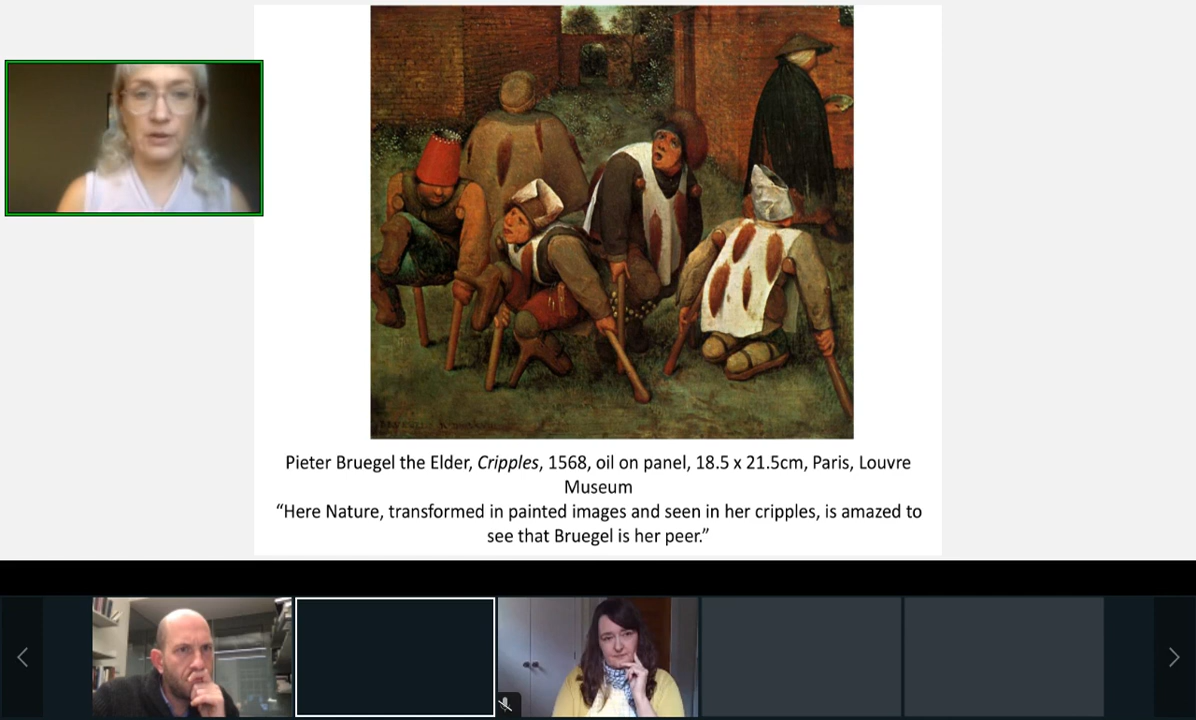 Pieter Bruegel the Elder, Cripples, 1568, oil on panel, 18.5 x 21.5cm, Paris, Louvre
Museum
“Here Nature, transformed in painted images and seen in her cripples, is amazed to
see that Bruegel is her peer.”